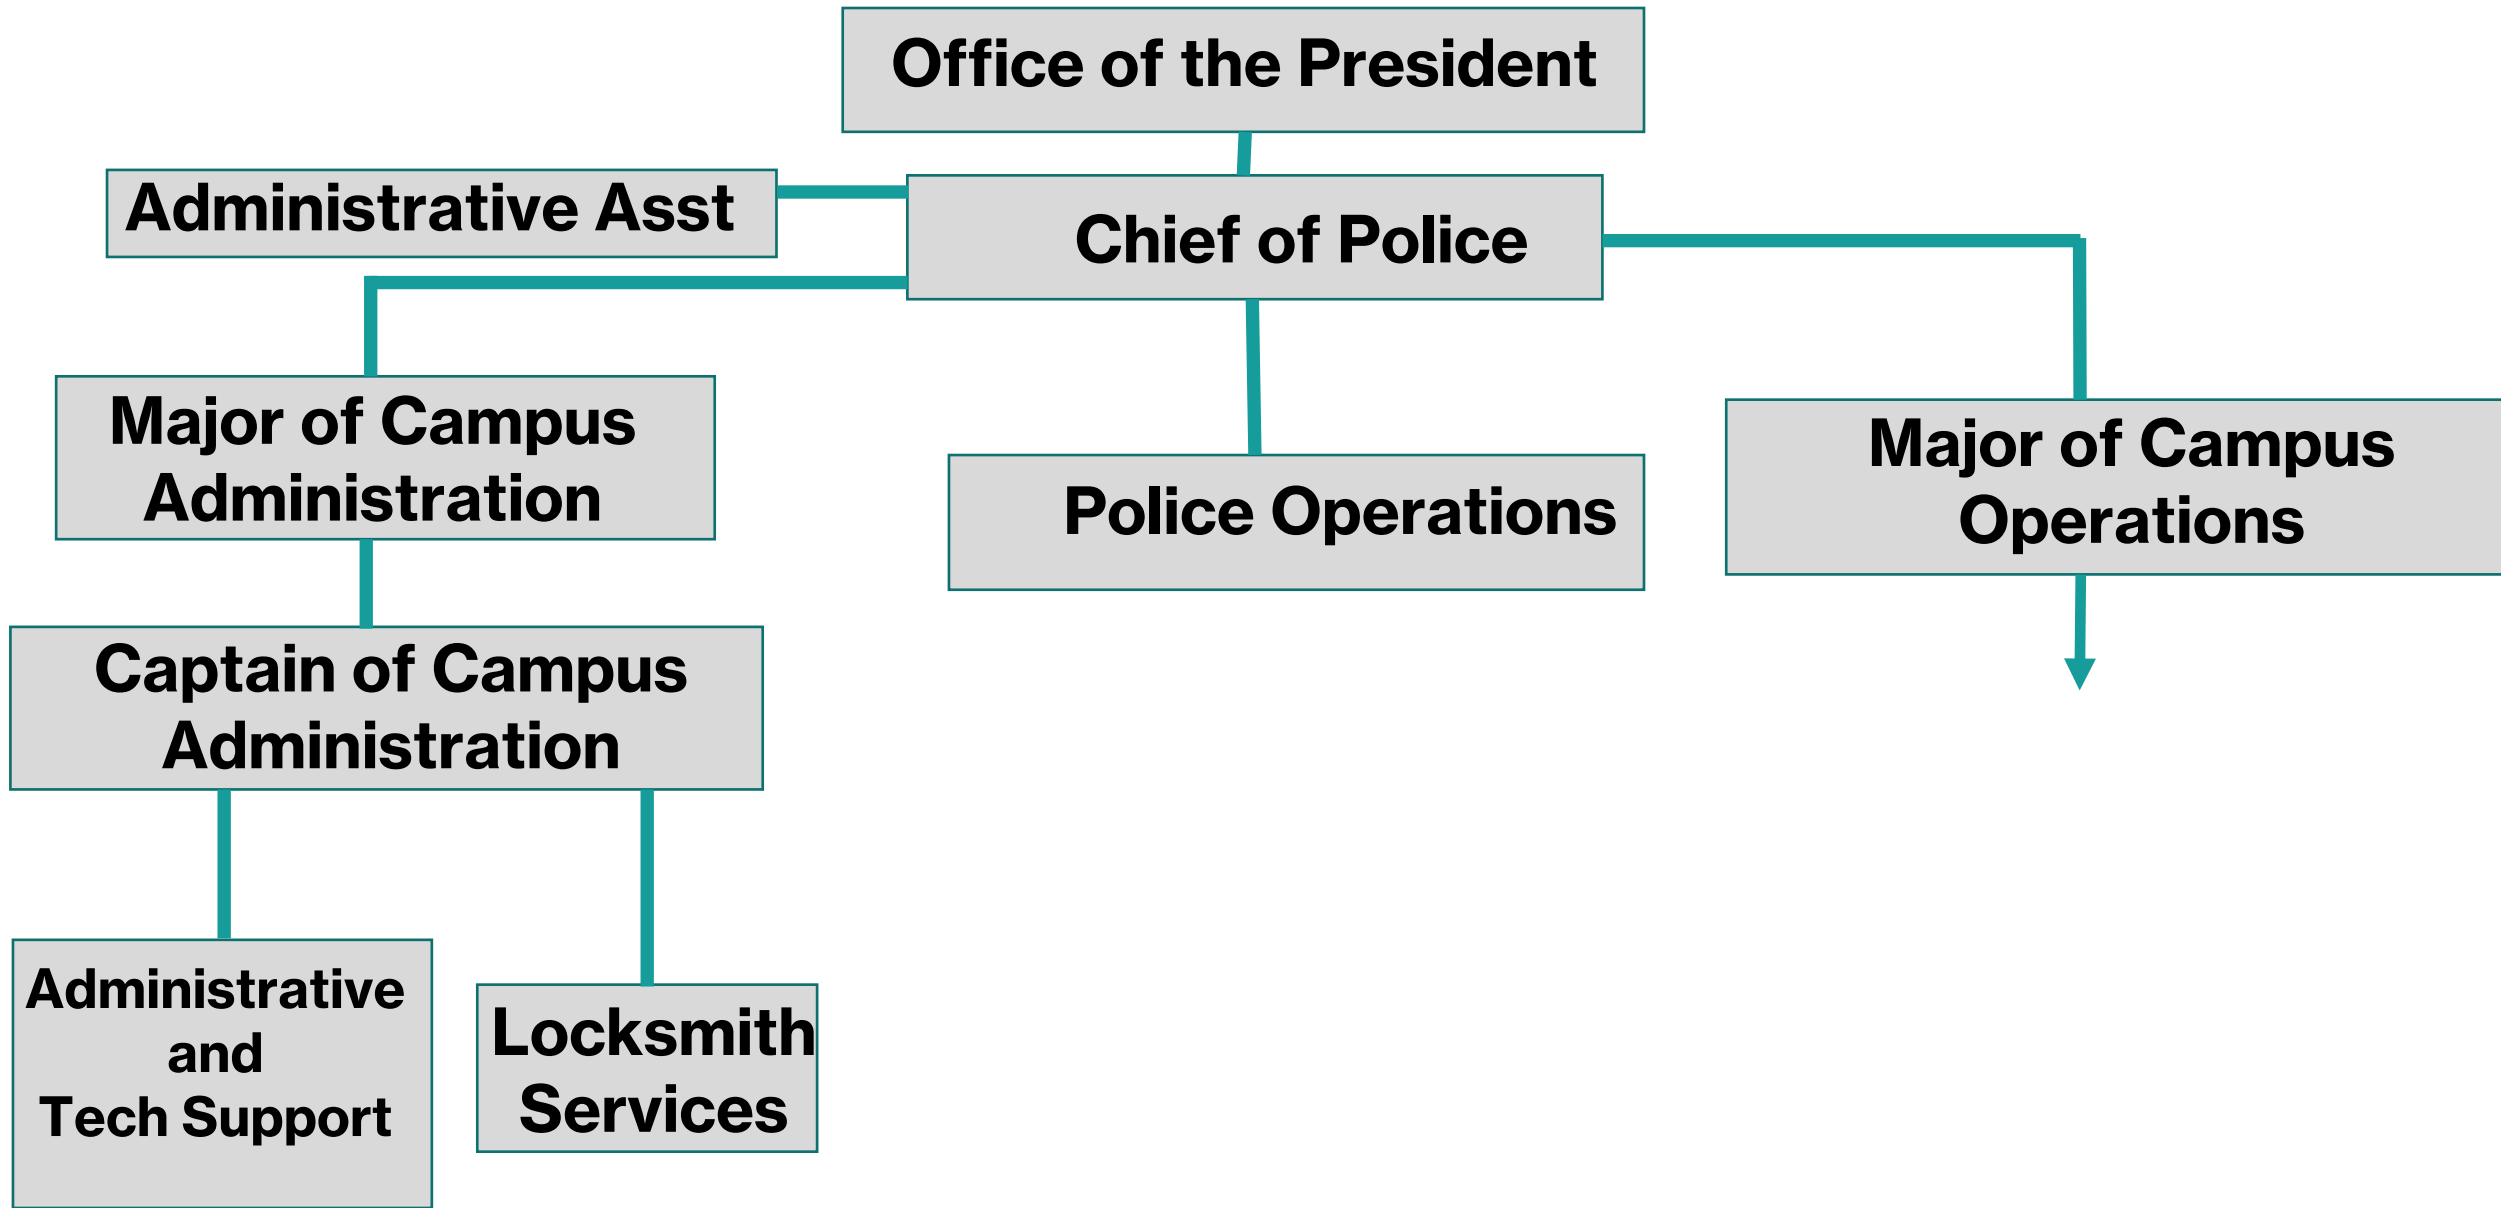 Office of the President
Administrative Asst
Chief of Police
Major of Campus
Administration
Police Operations
Major of Campus
Operations
Captain of Campus
Administration
Administrative
and
Tech Support
Locksmith
Services